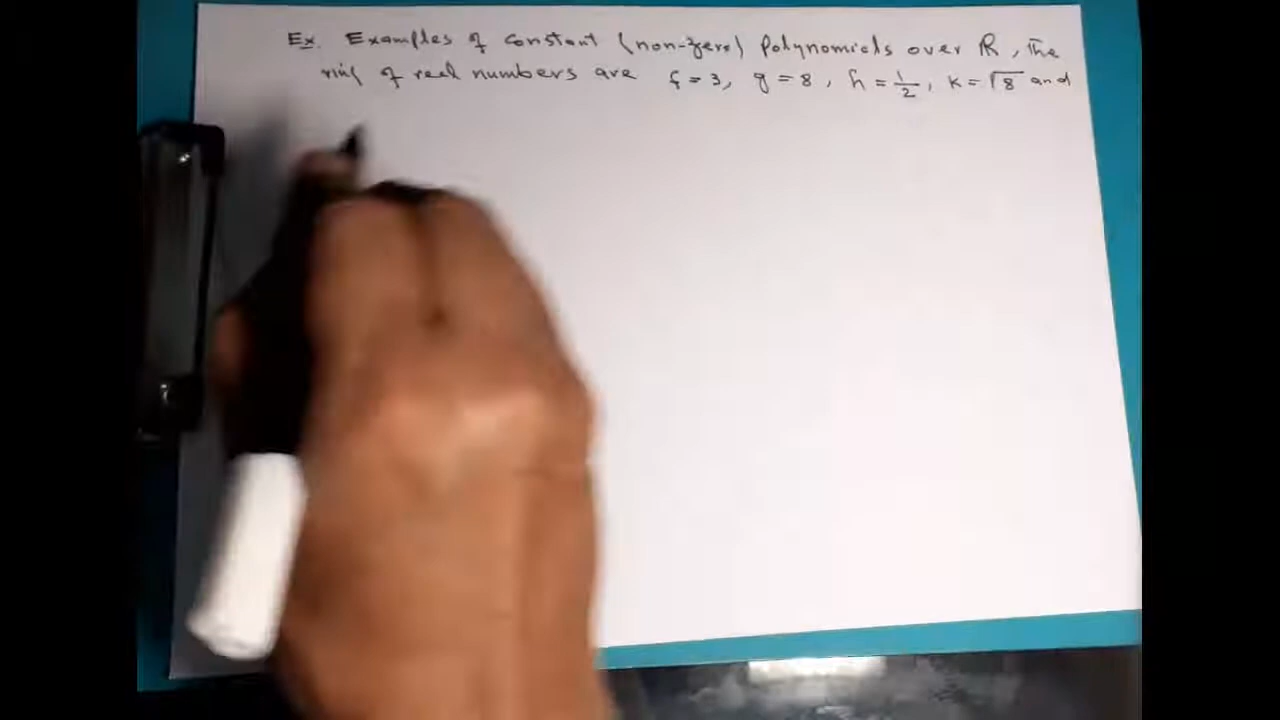 Ex. Examples of constant (non-zero) polynomials over ℝ, the
ring of real numbers are f = 3, g = 8, h = 1/2, k = √8 and